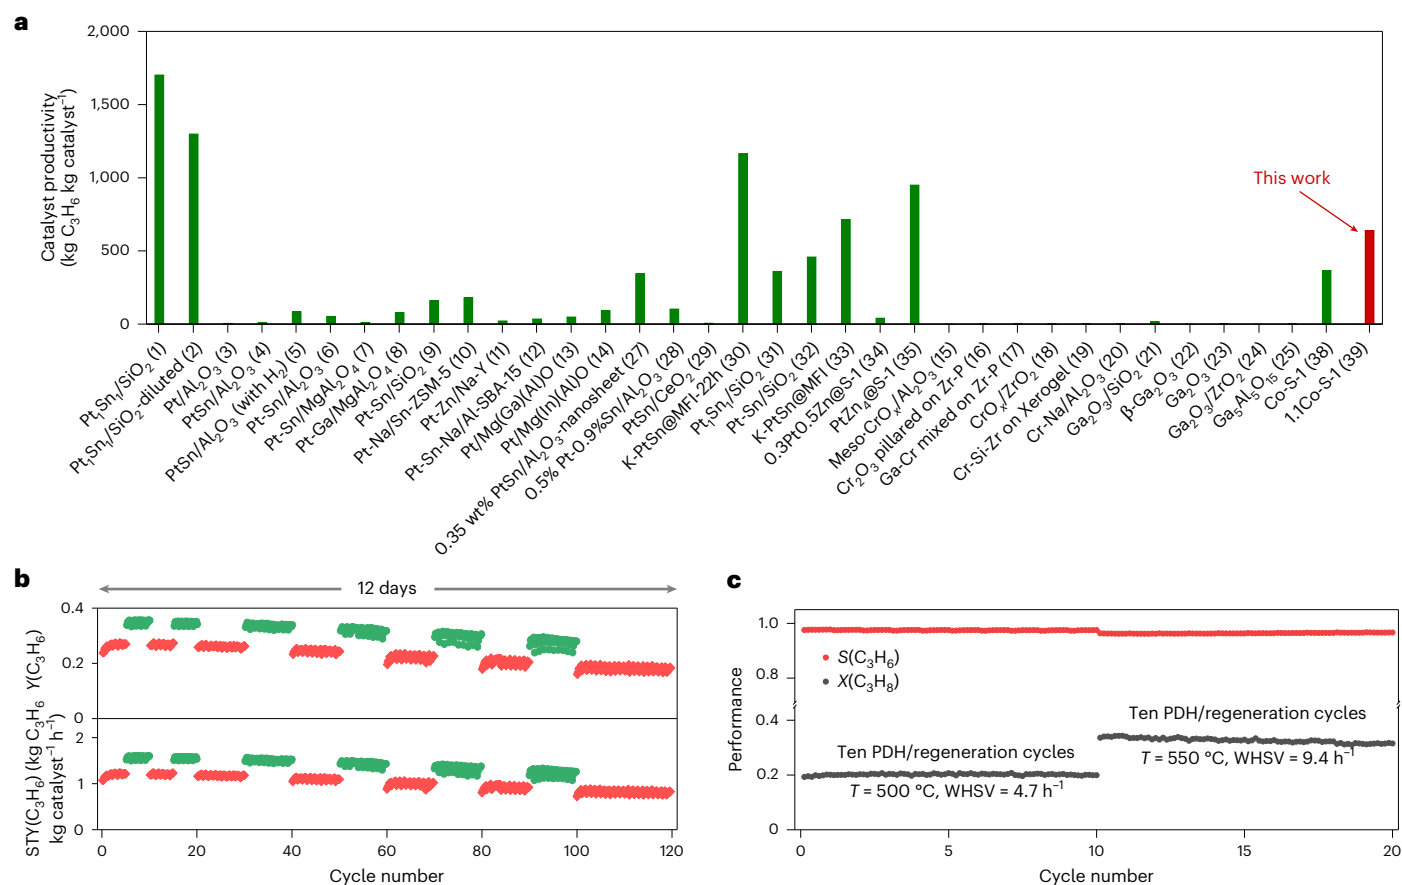 a
2,000
1,500
1,000
500
0
Catalyst productivity
(kg C₃H₆ kg catalyst⁻¹)
This work
Pt₁Sn₁/SiO₂ (1)
Pt₁Sn₁/SiO₂ diluted (2)
Pt/Al₂O₃ (3)
PtSn/Al₂O₃ (4)
PtSn/Al₂O₃ (with H₂) (5)
Pt-Sn/Al₂O₃ (6)
Pt-Sn/MgAl₂O₄ (7)
Pt-Ga/MgAl₂O₄ (8)
Pt-Sn/SiO₂ (9)
Pt-Na/Sn-ZSM-5 (10)
Pt-Zn/Na-Y (11)
Pt-Sn-Na/Al-SBA-15 (12)
Pt/Mg(Ga)(Al)O (13)
Pt/Mg(In)(Al)O (14)
0.35 wt% PtSn/Al₂O₃-nanosheet (27)
0.5% Pt-0.9%Sn/Al₂O₃ (28)
PtSn/CeO₂ (29)
K-PtSn@MFI-22h (30)
Pt₁Sn₁/SiO₂ (31)
Pt-Sn/SiO₂ (32)
K-PtSn@MFI (33)
0.3Pt0.5Zn@S-1 (34)
PtZn₄@S-1 (35)
Meso-CrOₓ/Al₂O₃ (15)
Cr₂O₃ pillared on Zr-P (16)
Ga-Cr mixed on Zr-P (17)
CrOₓ/ZrO₂ (18)
Cr-Si-Zr on Xerogel (19)
Cr-Na/Al₂O₃ (20)
Ga₂O₃/SiO₂ (21)
β-Ga₂O₃ (22)
Ga₂O₃ (23)
Ga₂O₃/ZrO₂ (24)
Ga₅Al₁₅ (25)
Co-S-1 (38)
1.1Co-S-1 (39)
b
12 days
0.4
0.2
0
Y(C₃H₆)
2
1
0
STY(C₃H₆) (kg C₃H₆
kg catalyst⁻¹ h⁻¹)
0 20 40 60 80 100 120
Cycle number
c
1.0
0.8
0.4
0.2
0
Performance
S(C₃H₆)
X(C₃H₈)
Ten PDH/regeneration cycles
T = 550 °C, WHSV = 9.4 h⁻¹
Ten PDH/regeneration cycles
T = 500 °C, WHSV = 4.7 h⁻¹
0 5 10 15 20
Cycle number